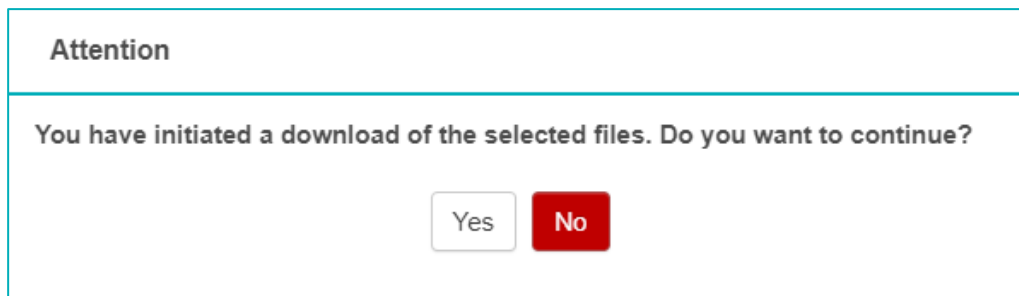 Attention
You have initiated a download of the selected files. Do you want to continue?
Yes No